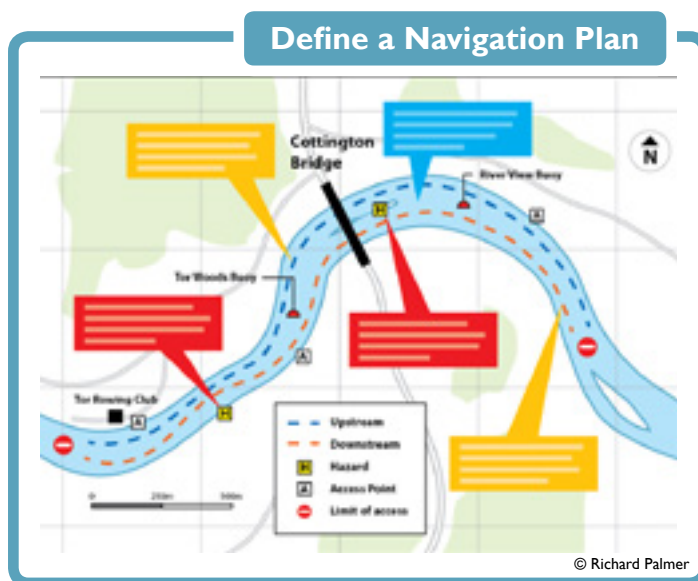 Define a Navigation Plan
Cottington
Bridge
N
River View Buoy
H
A
Tor Woods Buoy
A
Tor Rowing Club
A
H
Upstream
Downstream
H Hazard
A Access Point
Limit of access
0 250m 500m
© Richard Palmer